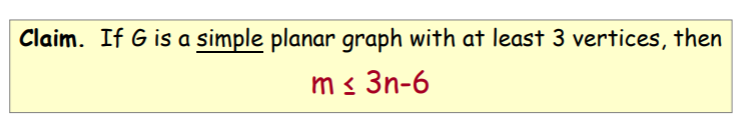 Claim. If G is a simple planar graph with at least 3 vertices, then
m ≤ 3n-6